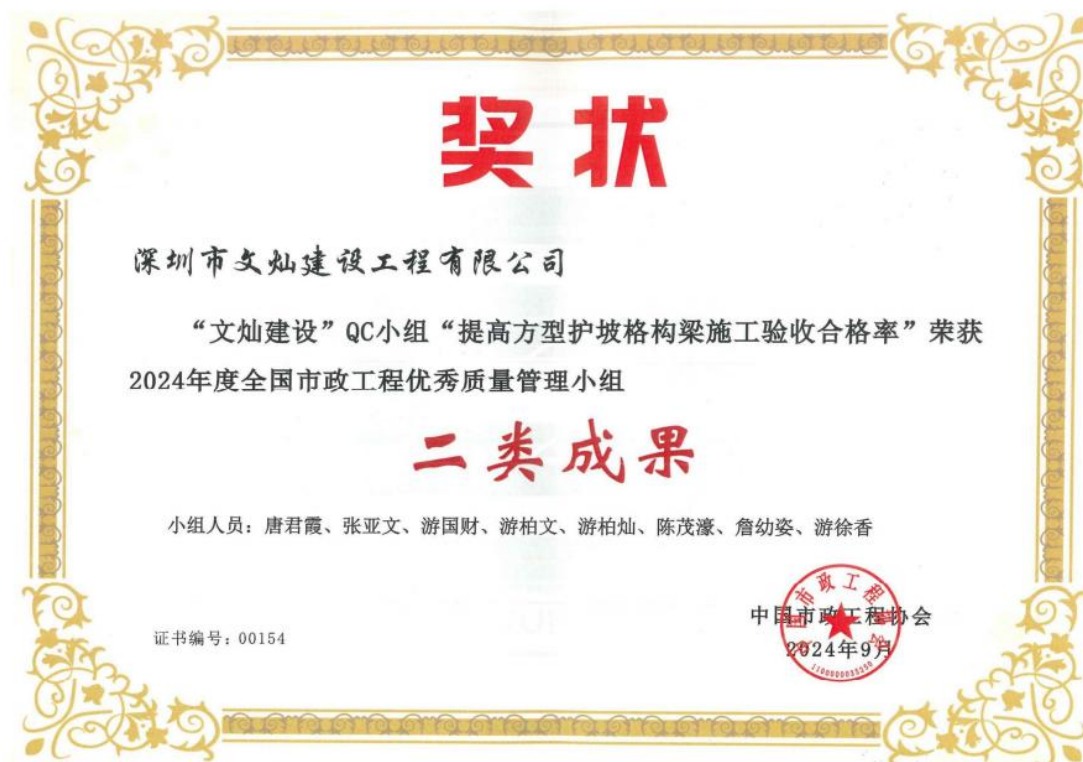 奖状
深圳市文灿建设工程有限公司
“文灿建设”QC小组“提高方型护坡格构梁施工验收合格率”荣获
2024年度全国市政工程优秀质量管理小组
二类成果
小组人员：唐君霞、张亚文、游国财、游柏文、游柏灿、陈茂濠、詹幼姿、游徐香
中国市政工程协会
证书编号：00154
2024年9月